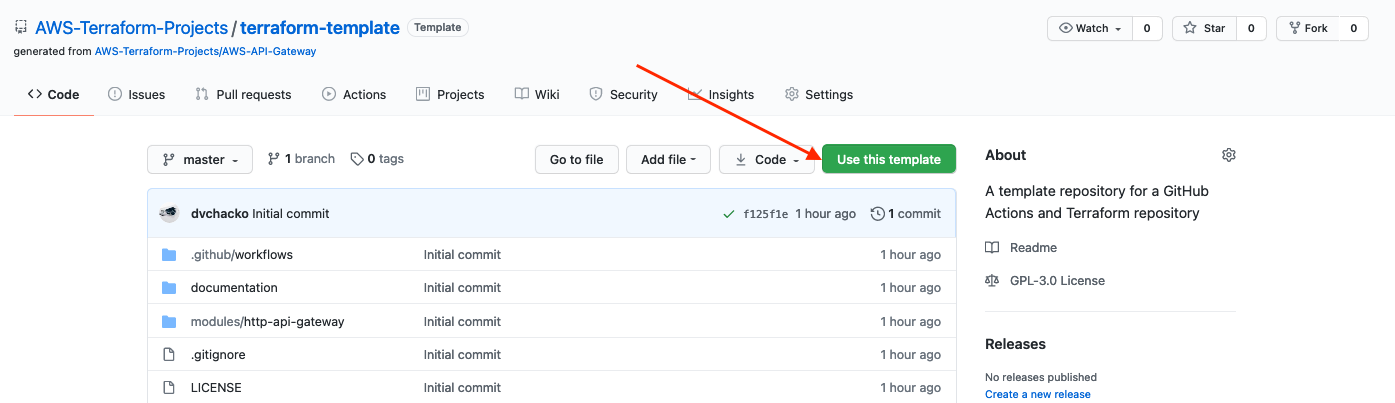 AWS-Terraform-Projects / terraform-template Template
Watch 0 Star 0 Fork 0
generated from AWS-Terraform-Projects/AWS-API-Gateway
<> Code Issues Pull requests Actions Projects Wiki Security Insights Settings
master 1 branch 0 tags Go to file Add file Code Use this template
dvchacko Initial commit f125f1e 1 hour ago 1 commit
.github/workflows Initial commit 1 hour ago
documentation Initial commit 1 hour ago
modules/http-api-gateway Initial commit 1 hour ago
.gitignore Initial commit 1 hour ago
LICENSE Initial commit 1 hour ago
About
A template repository for a GitHub
Actions and Terraform repository
Readme
GPL-3.0 License
Releases
No releases published
Create a new release